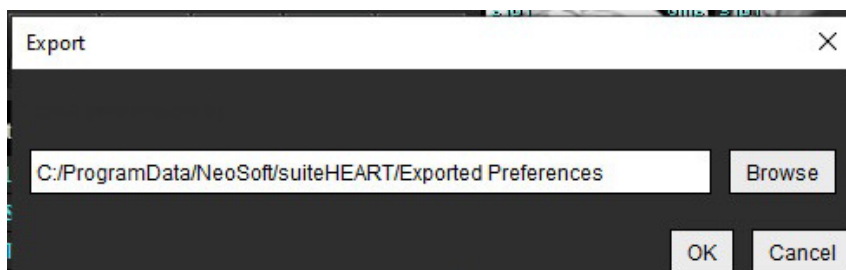 Export
C:/ProgramData/NeoSoft/suiteHEART/Exported Preferences
Browse
OK
Cancel